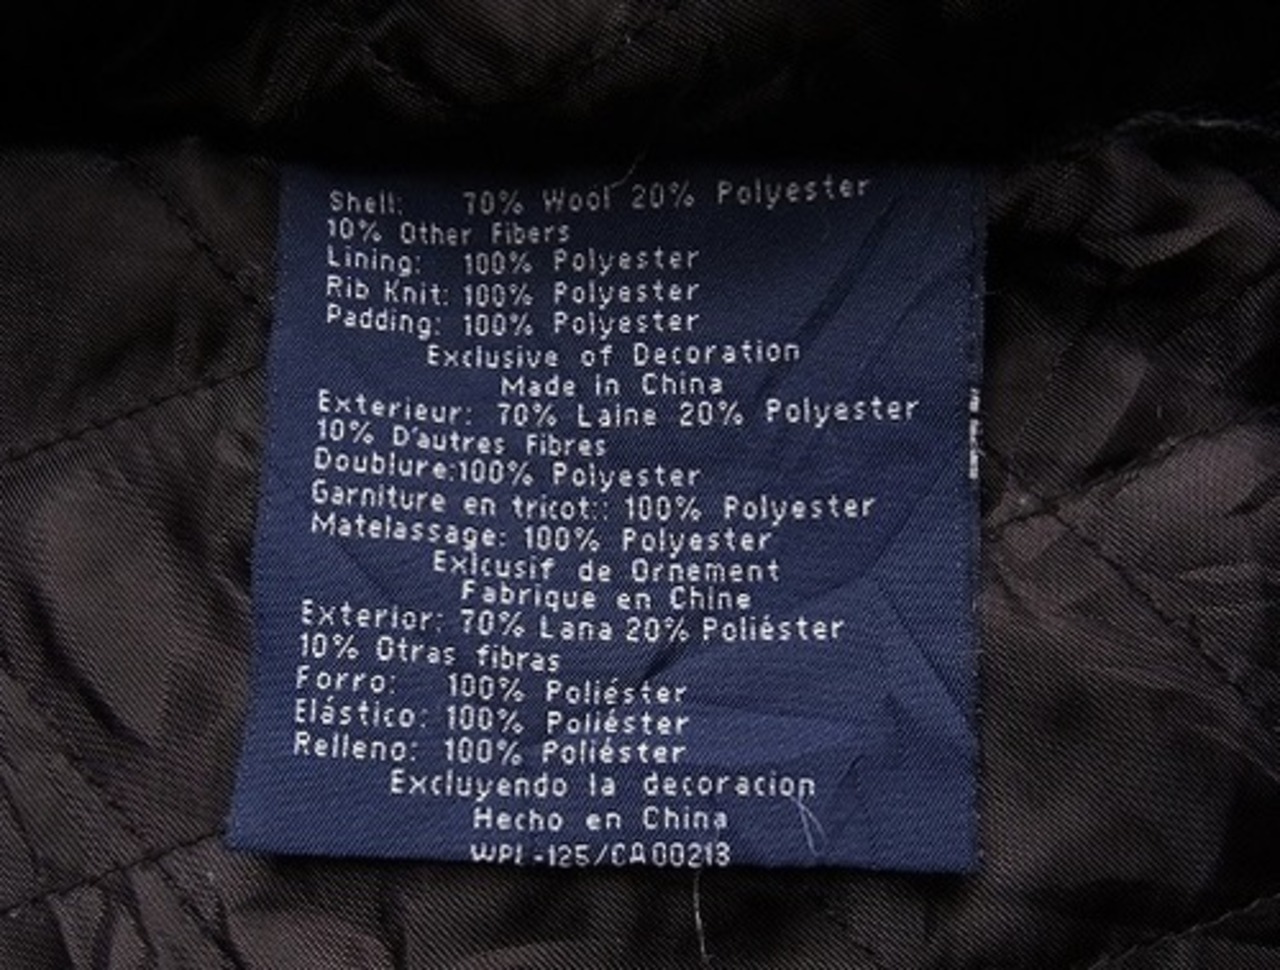 Shell: 70% Wool 20% Polyester
10% Other Fibers
Lining: 100% Polyester
Rib Knit: 100% Polyester
Padding: 100% Polyester
Exclusive of Decoration
Made in China
Exterieur: 70% Laine 20% Polyester
10% D'autres Fibres
Doublure:100% Polyester
Garniture en tricot:: 100% Polyester
Matelassage: 100% Polyester
Exlcusif de Ornement
Fabrique en Chine
Exterior: 70% Lana 20% Poliéster
10% Otras fibras
Forro: 100% Poliéster
Elástico: 100% Poliéster
Relleno: 100% Poliéster
Excluyendo la decoracion
Hecho en China
WPL-125/CA00213